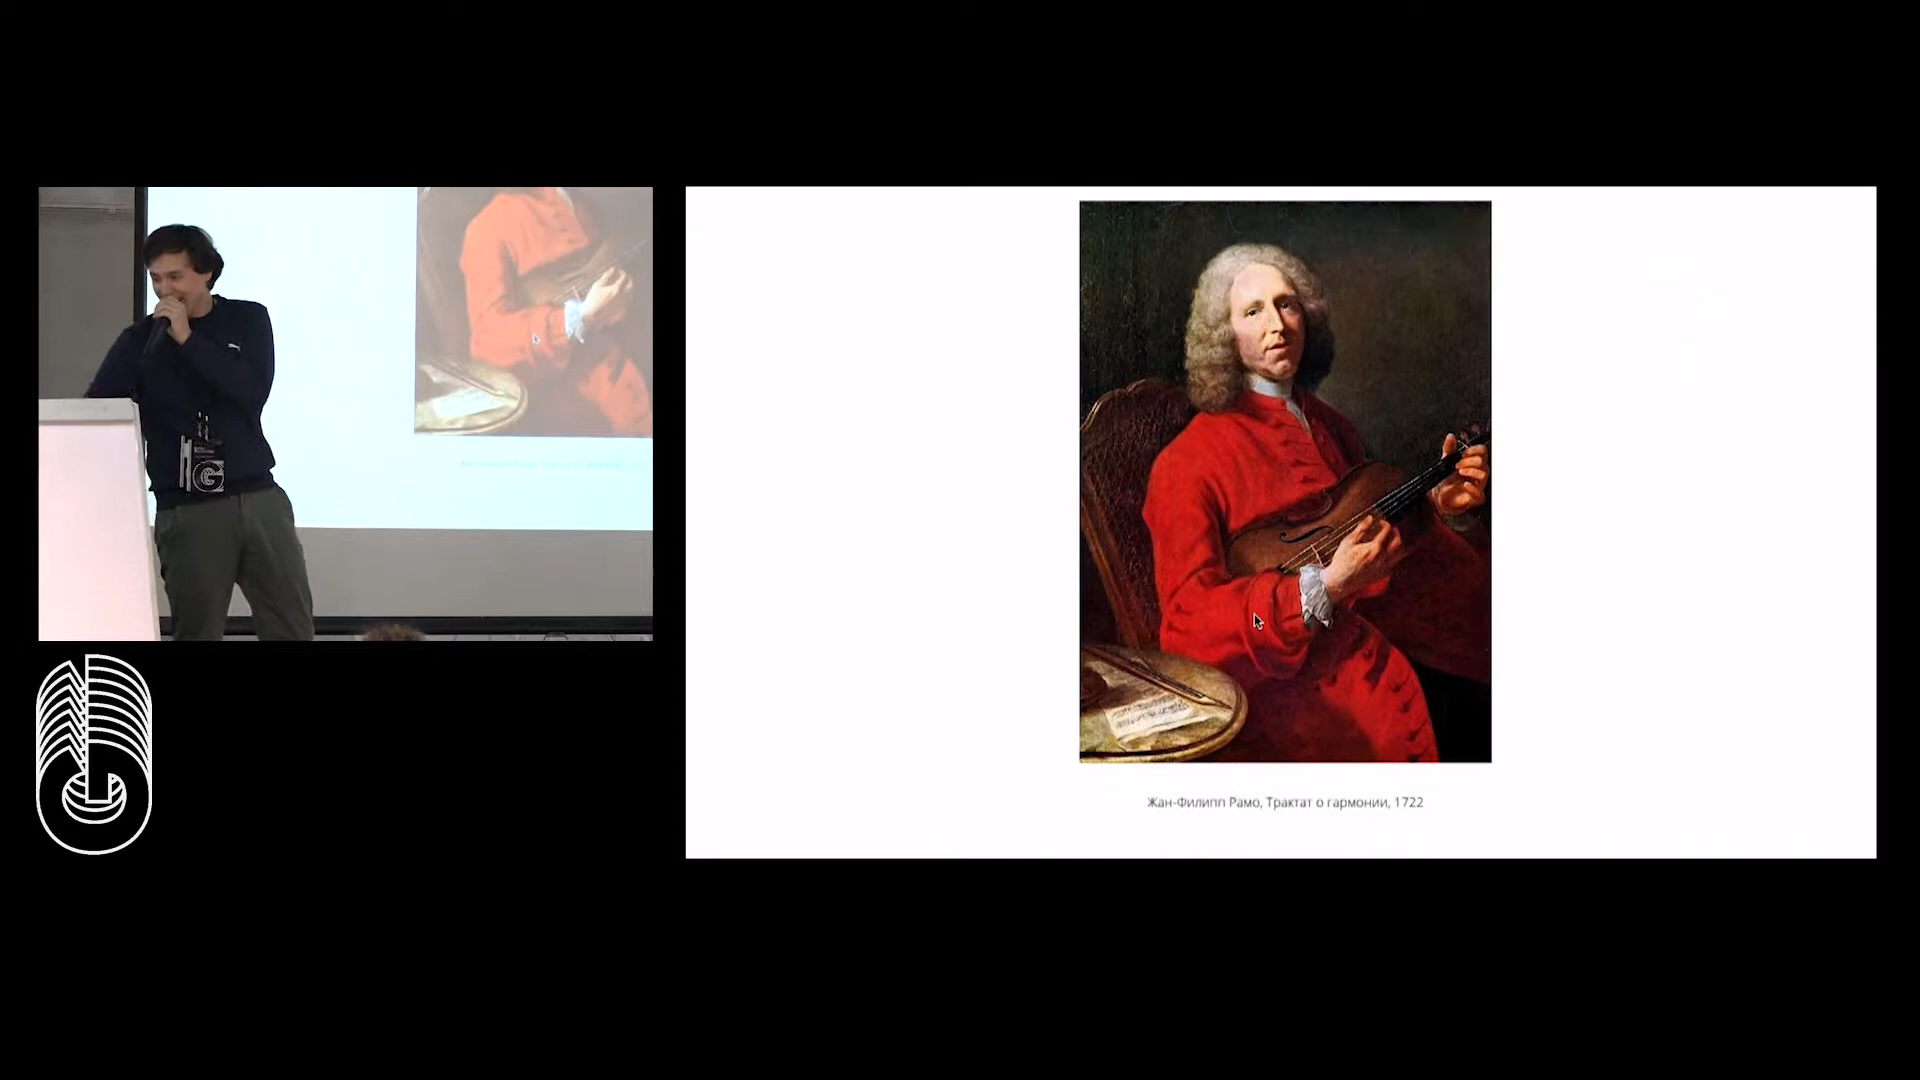 Жан-Филипп Рамо, Трактат о гармонии, 1722